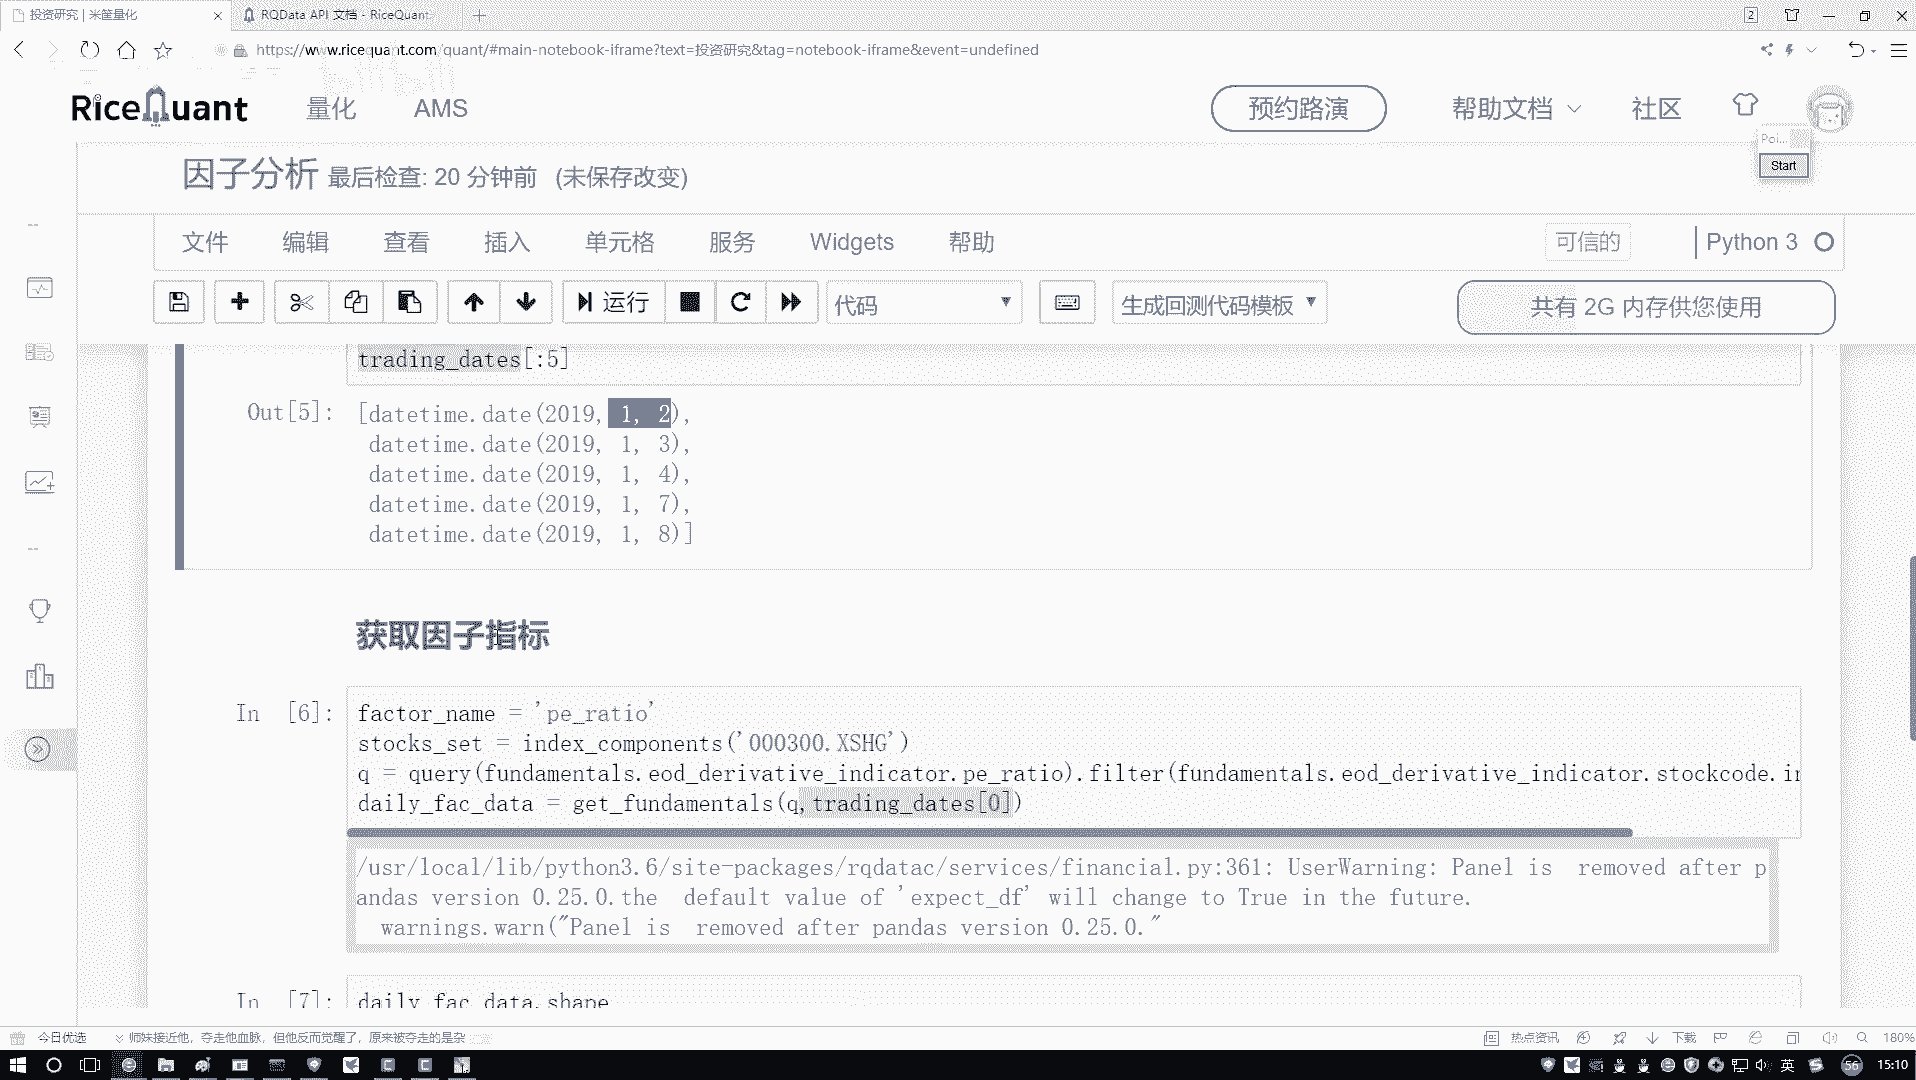 投资研究 | 米筐量化
RQData API 文档 - RiceQuant
2
https://www.ricequant.com/quant/#main-notebook-iframe?text=投资研究&tag=notebook-iframe&event=undefined
RiceQuant
量化
AMS
预约路演
帮助文档
社区
Poi...
Start
因子分析 最后检查: 20 分钟前 (未保存改变)
文件 编辑 查看 插入 单元格 服务 Widgets 帮助
可信的
Python 3
运行
代码
生成回测代码模板
共有 2G 内存供您使用
trading_dates[:5]
Out[5]: [datetime.date(2019, 1, 2),
datetime.date(2019, 1, 3),
datetime.date(2019, 1, 4),
datetime.date(2019, 1, 7),
datetime.date(2019, 1, 8)]
获取因子指标
In [6]: factor_name = 'pe_ratio'
stocks_set = index_components('000300.XSHG')
q = query(fundamentals.eod_derivative_indicator.pe_ratio).filter(fundamentals.eod_derivative_indicator.stockcode.in
daily_fac_data = get_fundamentals(q,trading_dates[0])
/usr/local/lib/python3.6/site-packages/rqdatac/services/financial.py:361: UserWarning: Panel is  removed after p
andas version 0.25.0.the  default value of 'expect_df' will change to True in the future.
warnings.warn("Panel is  removed after pandas version 0.25.0."
In [7]: daily_fac_data.shape
今日优选
师妹接近他，夺走他血脉，但他反而觉醒了，原来被夺走的是杂
热点资讯
下载
180%
英
56
15:10